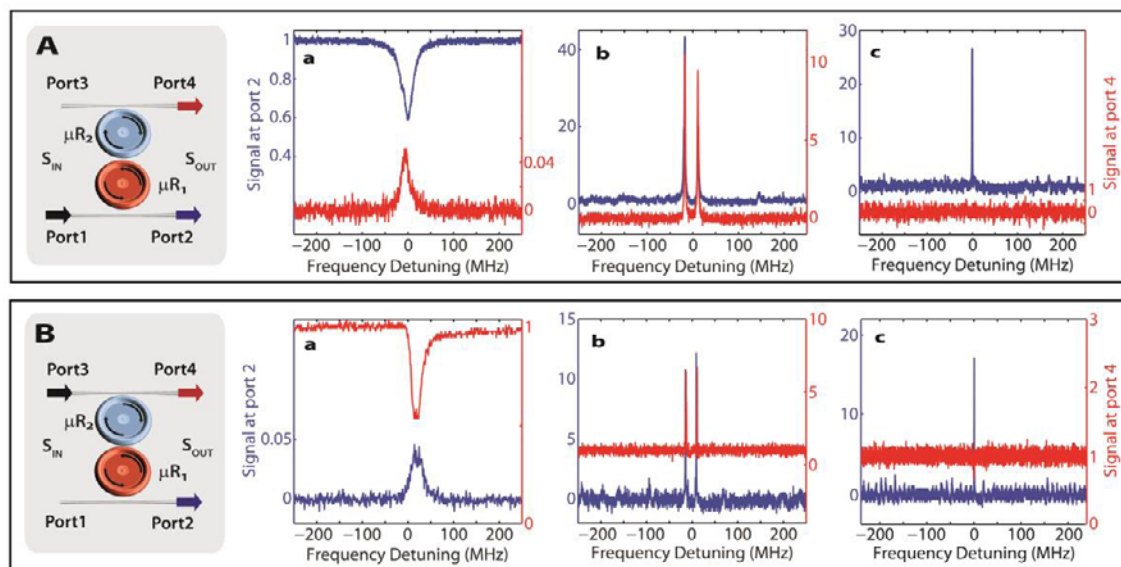 A
Port3 Port4
μR₂
S_IN S_OUT
μR₁
Port1 Port2
a
Signal at port 2
1
0.8
0.6
0.4
0.04
0
−200 −100 0 100 200
Frequency Detuning (MHz)
b
40
20
0
10
5
0
−200 −100 0 100 200
Frequency Detuning (MHz)
c
30
20
10
0
1
0
Signal at port 4
−200 −100 0 100 200
Frequency Detuning (MHz)
B
Port3 Port4
μR₂
S_IN S_OUT
μR₁
Port1 Port2
a
Signal at port 2
0.05
0
1
0
−200 −100 0 100 200
Frequency Detuning (MHz)
b
15
10
5
0
10
5
0
−200 −100 0 100 200
Frequency Detuning (MHz)
c
20
10
0
3
2
1
0
Signal at port 4
−200 −100 0 100 200
Frequency Detuning (MHz)